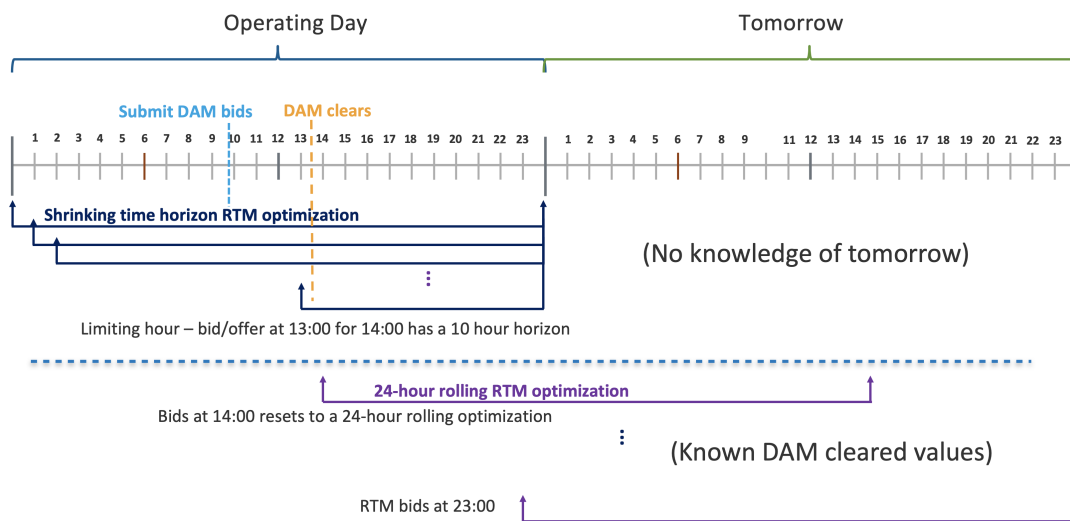 Operating Day Tomorrow
Submit DAM bids DAM clears
1 2 3 4 5 6 7 8 9 10 11 12 13 14 15 16 17 18 19 20 21 22 23 1 2 3 4 5 6 7 8 9 11 12 13 14 15 16 17 18 19 20 21 22 23
Shrinking time horizon RTM optimization
(No knowledge of tomorrow)
Limiting hour – bid/offer at 13:00 for 14:00 has a 10 hour horizon
24-hour rolling RTM optimization
Bids at 14:00 resets to a 24-hour rolling optimization
(Known DAM cleared values)
RTM bids at 23:00